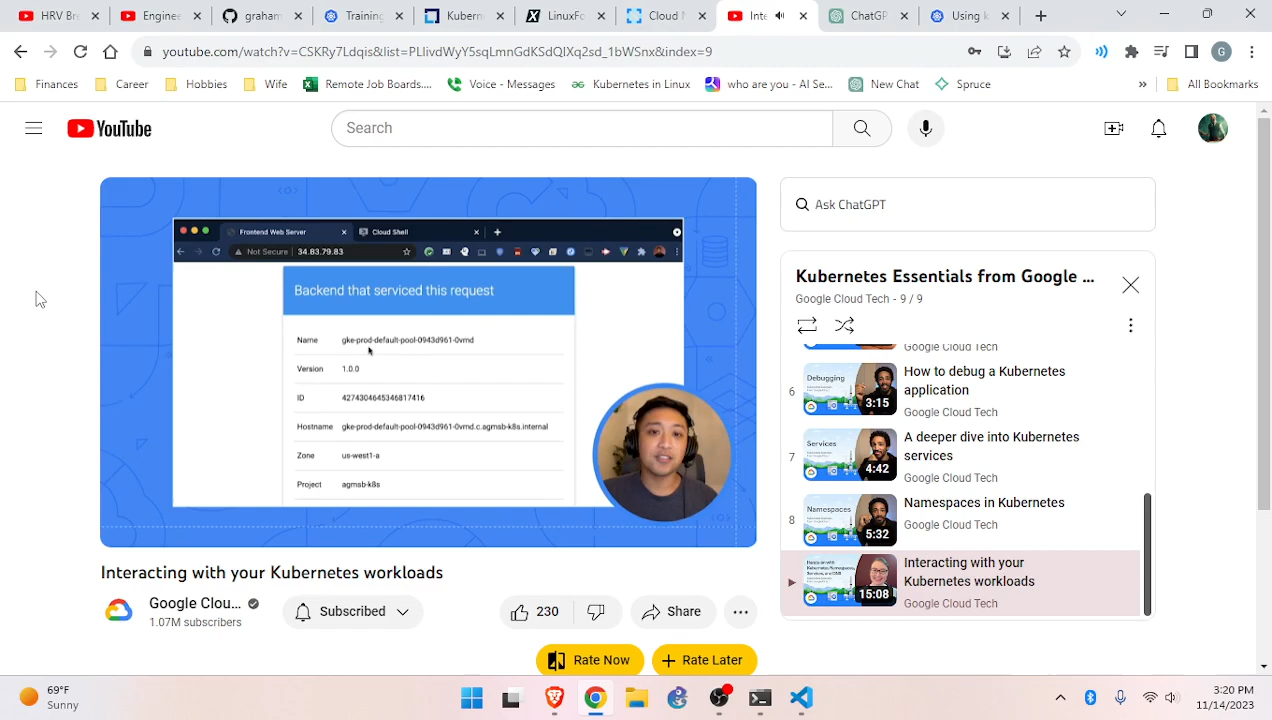 HRV Bre
Engine
graham
Training
Kubern
LinuxFo
Cloud N
Inte
ChatGP
Using k
youtube.com/watch?v=CSKRy7Ldqis&list=PLIivdWyY5sqLmnGdKSdQIXq2sd_1bWSnx&index=9
G
Finances
Career
Hobbies
Wife
Remote Job Boards....
Voice - Messages
Kubernetes in Linux
who are you - AI Se...
New Chat
Spruce
»
All Bookmarks
YouTube
Search
Frontend Web Server
Cloud Shell
Not Secure
34.83.79.83
Backend that serviced this request
Name gke-prod-default-pool-0943d961-0vmd
Version 1.0.0
ID 4274304645346817416
Hostname gke-prod-default-pool-0943d961-0vmd.c.agmsb-k8s.internal
Zone us-west1-a
Project agmsb-k8s
Ask ChatGPT
Kubernetes Essentials from Google ...
Google Cloud Tech - 9 / 9
Google Cloud Tech
6
Debugging
3:15
How to debug a Kubernetes
application
Google Cloud Tech
7
Services
4:42
A deeper dive into Kubernetes
services
Google Cloud Tech
8
Namespaces
5:32
Namespaces in Kubernetes
Google Cloud Tech
15:08
Interacting with your
Kubernetes workloads
Google Cloud Tech
Interacting with your Kubernetes workloads
Google Clou...
1.07M subscribers
Subscribed
230
Share
Rate Now
Rate Later
69°F
Sunny
3:20 PM
11/14/2023